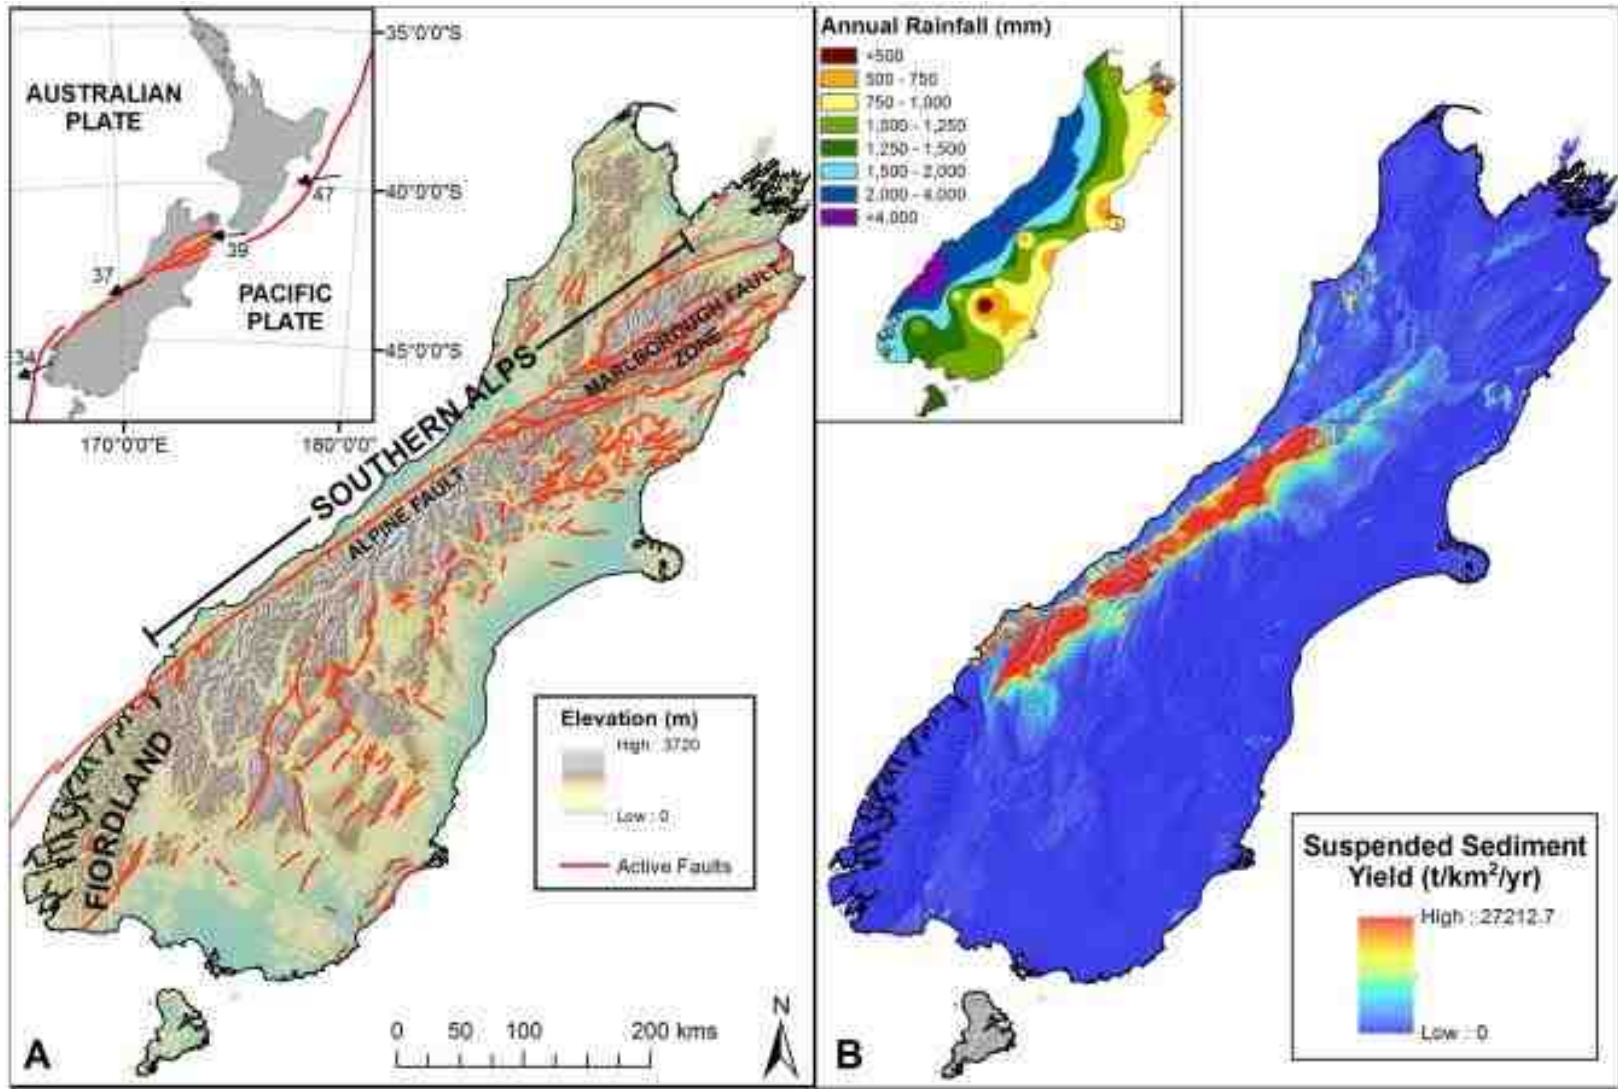 AUSTRALIAN
PLATE
PACIFIC
PLATE
47
39
37
34
35°0'0"S
40°0'0"S
45°0'0"S
170°0'0"E
180°0'0"
SOUTHERN ALPS
ALPINE FAULT
MARLBOROUGH FAULT
ZONE
FIORDLAND
Elevation (m)
High : 3720
Low : 0
Active Faults
A
0 50 100 200 kms
N
Annual Rainfall (mm)
<500
500 - 750
750 - 1,000
1,000 - 1,250
1,250 - 1,500
1,500 - 2,000
2,000 - 4,000
>4,000
Suspended Sediment
Yield (t/km²/yr)
High : 27212.7
Low : 0
B